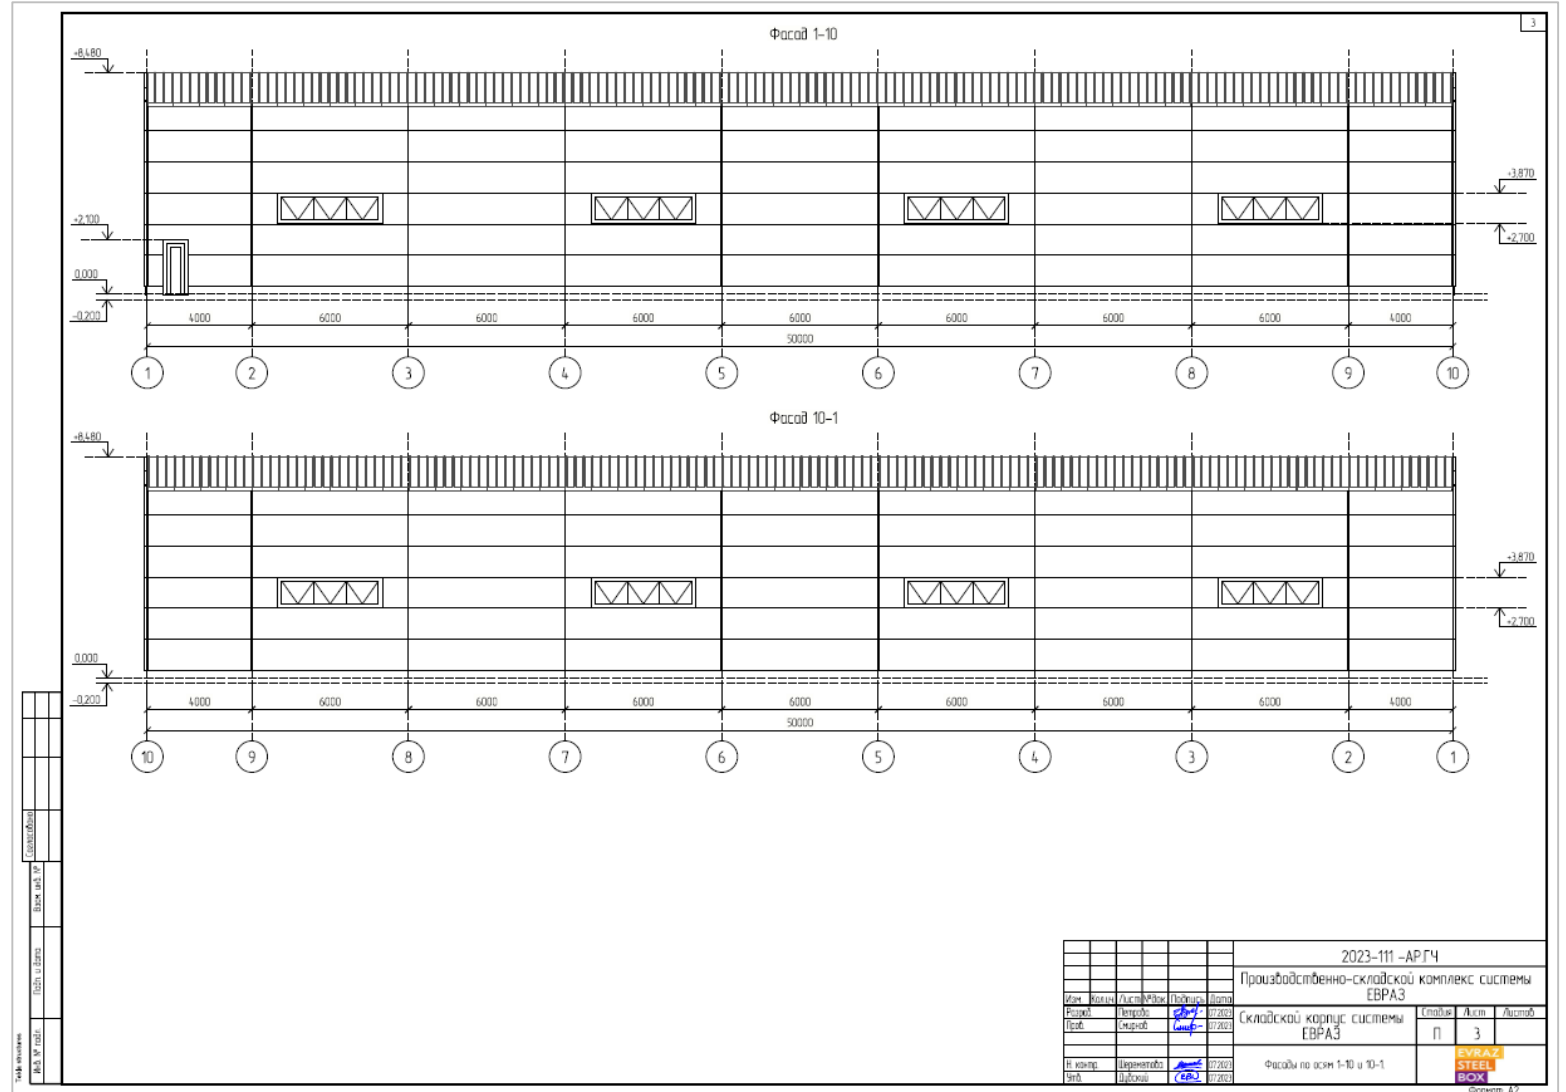 3
Фасад 1-10
+8,480
+3,870
+2,100
+2,700
0,000
-0,200
4000 6000 6000 6000 6000 6000 6000 6000 4000
50000
1 2 3 4 5 6 7 8 9 10
Фасад 10-1
+8,480
+3,870
+2,700
0,000
-0,200
4000 6000 6000 6000 6000 6000 6000 6000 4000
50000
10 9 8 7 6 5 4 3 2 1
Согласовано
Взам. инв. №
Подп. и дата
Инв. № подл.
Tekla structures
2023-111 -АР.ГЧ
Производственно-складской комплекс системы
ЕВРАЗ
Изм. Кол.уч Лист №док Подпись Дата
Разраб. Петрова 07.2023
Пров. Смирнов 07.2023
Складской корпус системы
ЕВРАЗ
Стадия Лист Листов
П 3
Н. контр. Шереметова 07.2023
Утв. Дубский 07.2023
Фасады по осям 1-10 и 10-1
EVRAZ
STEEL
BOX
Формат А2